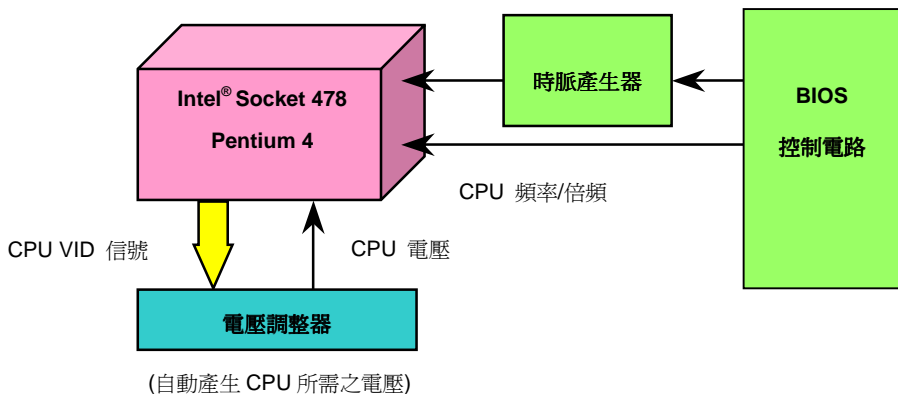 Intel® Socket 478
Pentium 4
時脈產生器
BIOS
控制電路
CPU 頻率/倍頻
CPU VID 信號
CPU 電壓
電壓調整器
(自動產生 CPU 所需之電壓)